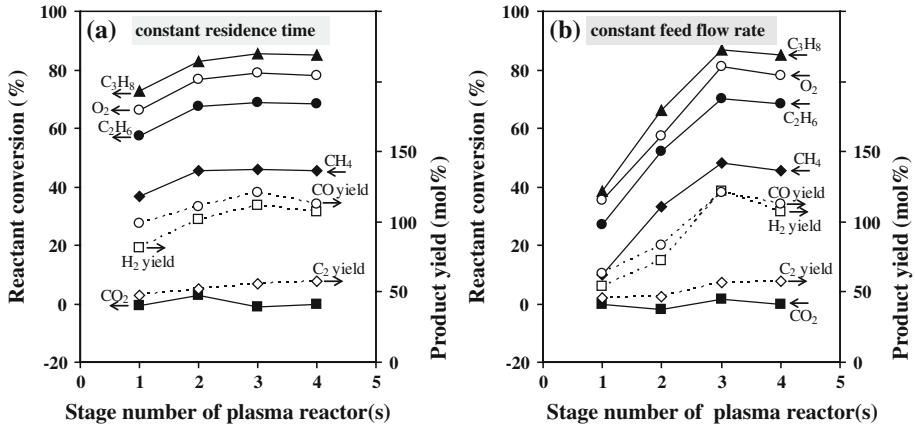 (a) constant residence time
Reactant conversion (%)
100
80
60
40
20
0
-20
C₃H₈
O₂
C₂H₆
CH₄
CO yield
H₂ yield
C₂ yield
CO₂
150
100
50
0
Product yield (mol%)
0 1 2 3 4 5
Stage number of plasma reactor(s)
(b) constant feed flow rate
Reactant conversion (%)
100
80
60
40
20
0
-20
C₃H₈
O₂
C₂H₆
CH₄
CO yield
H₂ yield
C₂ yield
CO₂
150
100
50
0
Product yield (mol%)
0 1 2 3 4 5
Stage number of plasma reactor(s)